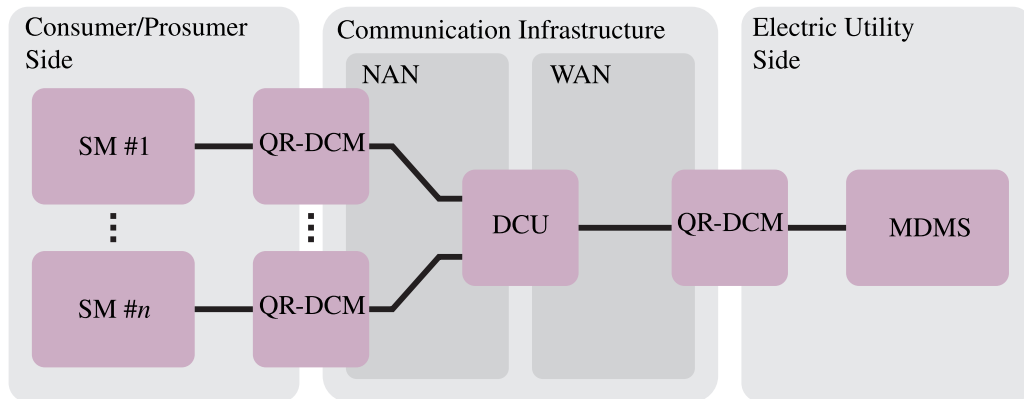 Consumer/Prosumer
Side
Communication Infrastructure
Electric Utility
Side
NAN
WAN
SM #1
QR-DCM
DCU
QR-DCM
MDMS
SM #n
QR-DCM